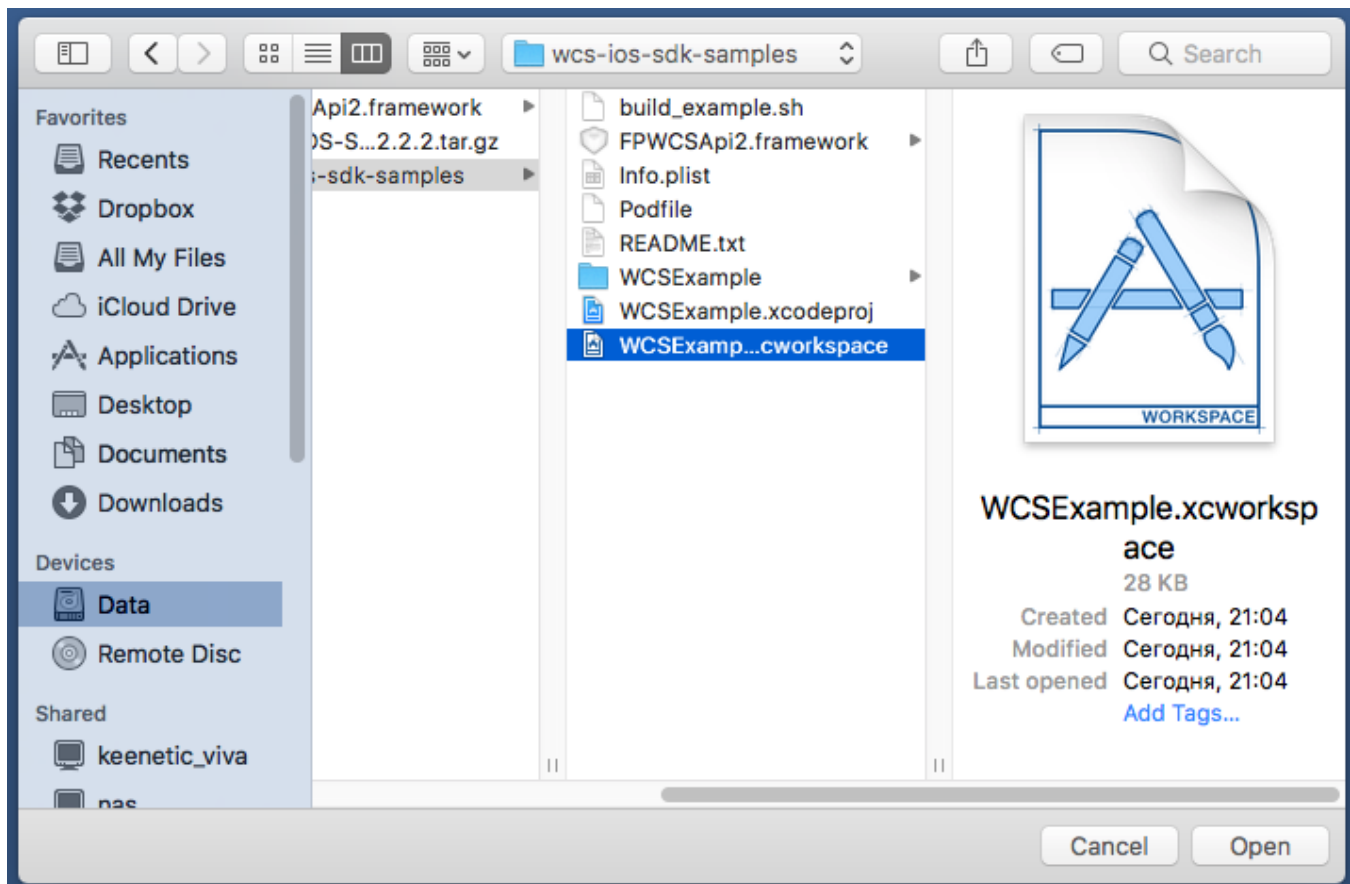 wcs-ios-sdk-samples
Search
Favorites
Recents
Dropbox
All My Files
iCloud Drive
Applications
Desktop
Documents
Downloads
Devices
Data
Remote Disc
Shared
keenetic_viva
nas
Api2.framework
OS-S...2.2.2.tar.gz
s-sdk-samples
build_example.sh
FPWCSApi2.framework
Info.plist
Podfile
README.txt
WCSExample
WCSExample.xcodeproj
WCSExamp...cworkspace
WORKSPACE
WCSExample.xcworksp
ace
28 KB
Created Сегодня, 21:04
Modified Сегодня, 21:04
Last opened Сегодня, 21:04
Add Tags...
Cancel
Open